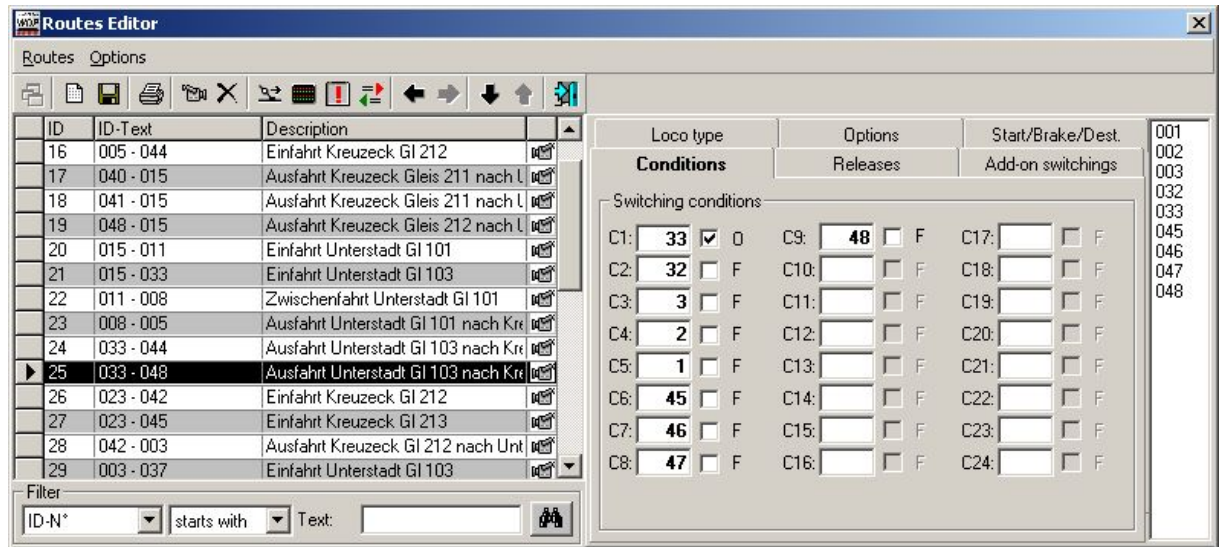 WDP Routes Editor
Routes Options
ID ID-Text Description
16 005 - 044 Einfahrt Kreuzeck Gl 212
17 040 - 015 Ausfahrt Kreuzeck Gleis 211 nach U
18 041 - 015 Ausfahrt Kreuzeck Gleis 211 nach U
19 048 - 015 Ausfahrt Kreuzeck Gleis 212 nach U
20 015 - 011 Einfahrt Unterstadt Gl 101
21 015 - 033 Einfahrt Unterstadt Gl 103
22 011 - 008 Zwischenfahrt Unterstadt Gl 101
23 008 - 005 Ausfahrt Unterstadt Gl 101 nach Kre
24 033 - 044 Ausfahrt Unterstadt Gl 103 nach Kre
25 033 - 048 Ausfahrt Unterstadt Gl 103 nach Kre
26 023 - 042 Einfahrt Kreuzeck Gl 212
27 023 - 045 Einfahrt Kreuzeck Gl 213
28 042 - 003 Ausfahrt Kreuzeck Gl 212 nach Unt
29 003 - 037 Einfahrt Unterstadt Gl 103
Filter
ID-N° starts with Text:
Loco type Options Start/Brake/Dest.
Conditions Releases Add-on switchings
Switching conditions
C1: 33 O C9: 48 F C17: F
C2: 32 F C10: F C18: F
C3: 3 F C11: F C19: F
C4: 2 F C12: F C20: F
C5: 1 F C13: F C21: F
C6: 45 F C14: F C22: F
C7: 46 F C15: F C23: F
C8: 47 F C16: F C24: F
001
002
003
032
033
045
046
047
048